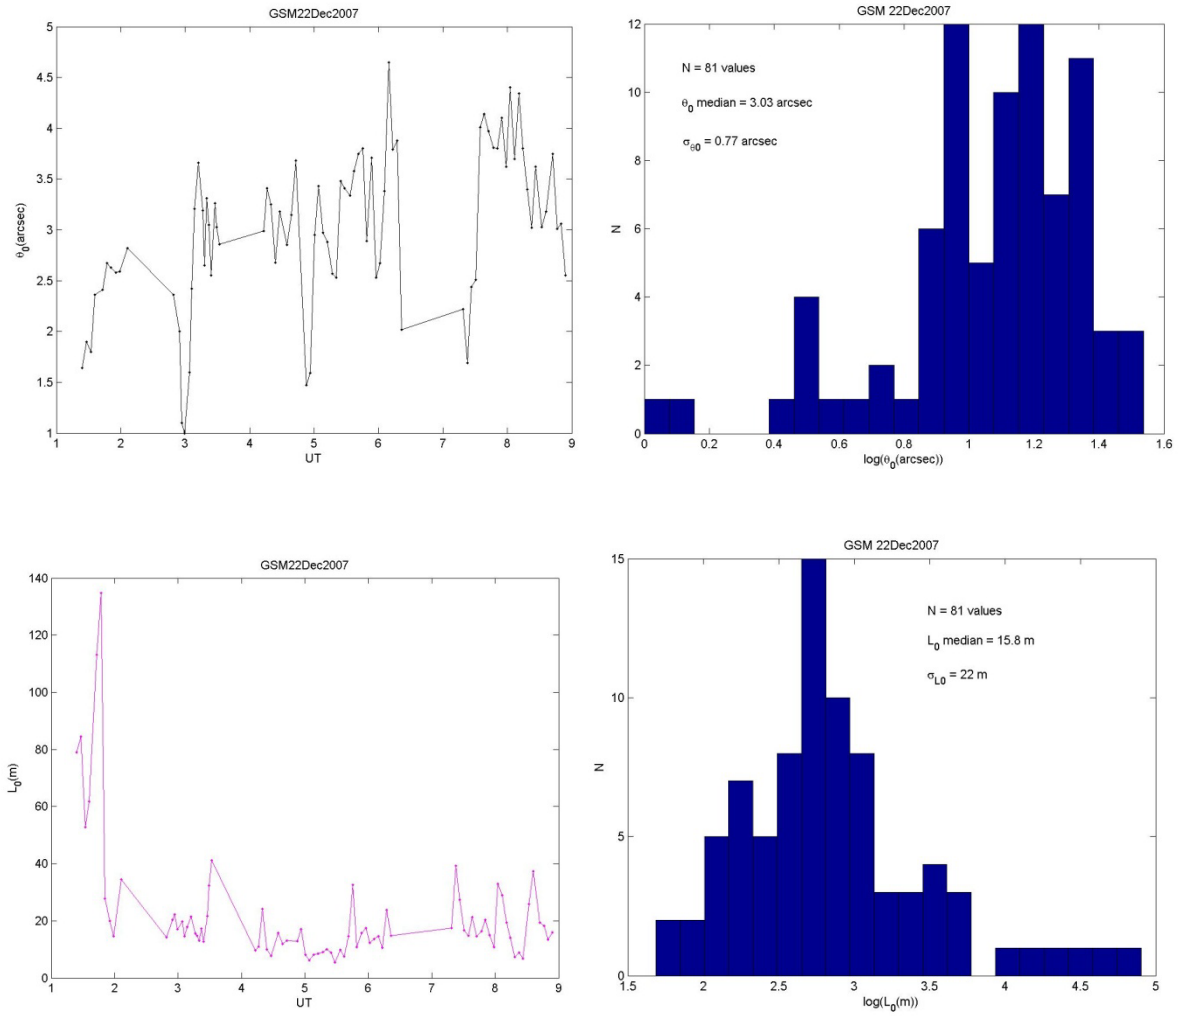 GSM22Dec2007
5
4.5
4
3.5
3
2.5
2
1.5
1
θ0(arcsec)
1 2 3 4 5 6 7 8 9
UT
GSM 22Dec2007
12
10
8
6
4
2
0
N
N = 81 values
θ0 median = 3.03 arcsec
σθ0 = 0.77 arcsec
0 0.2 0.4 0.6 0.8 1 1.2 1.4 1.6
log(θ0(arcsec))
GSM22Dec2007
140
120
100
80
60
40
20
0
L0(m)
1 2 3 4 5 6 7 8 9
UT
GSM 22Dec2007
15
10
5
0
N
N = 81 values
L0 median = 15.8 m
σL0 = 22 m
1.5 2 2.5 3 3.5 4 4.5 5
log(L0(m))